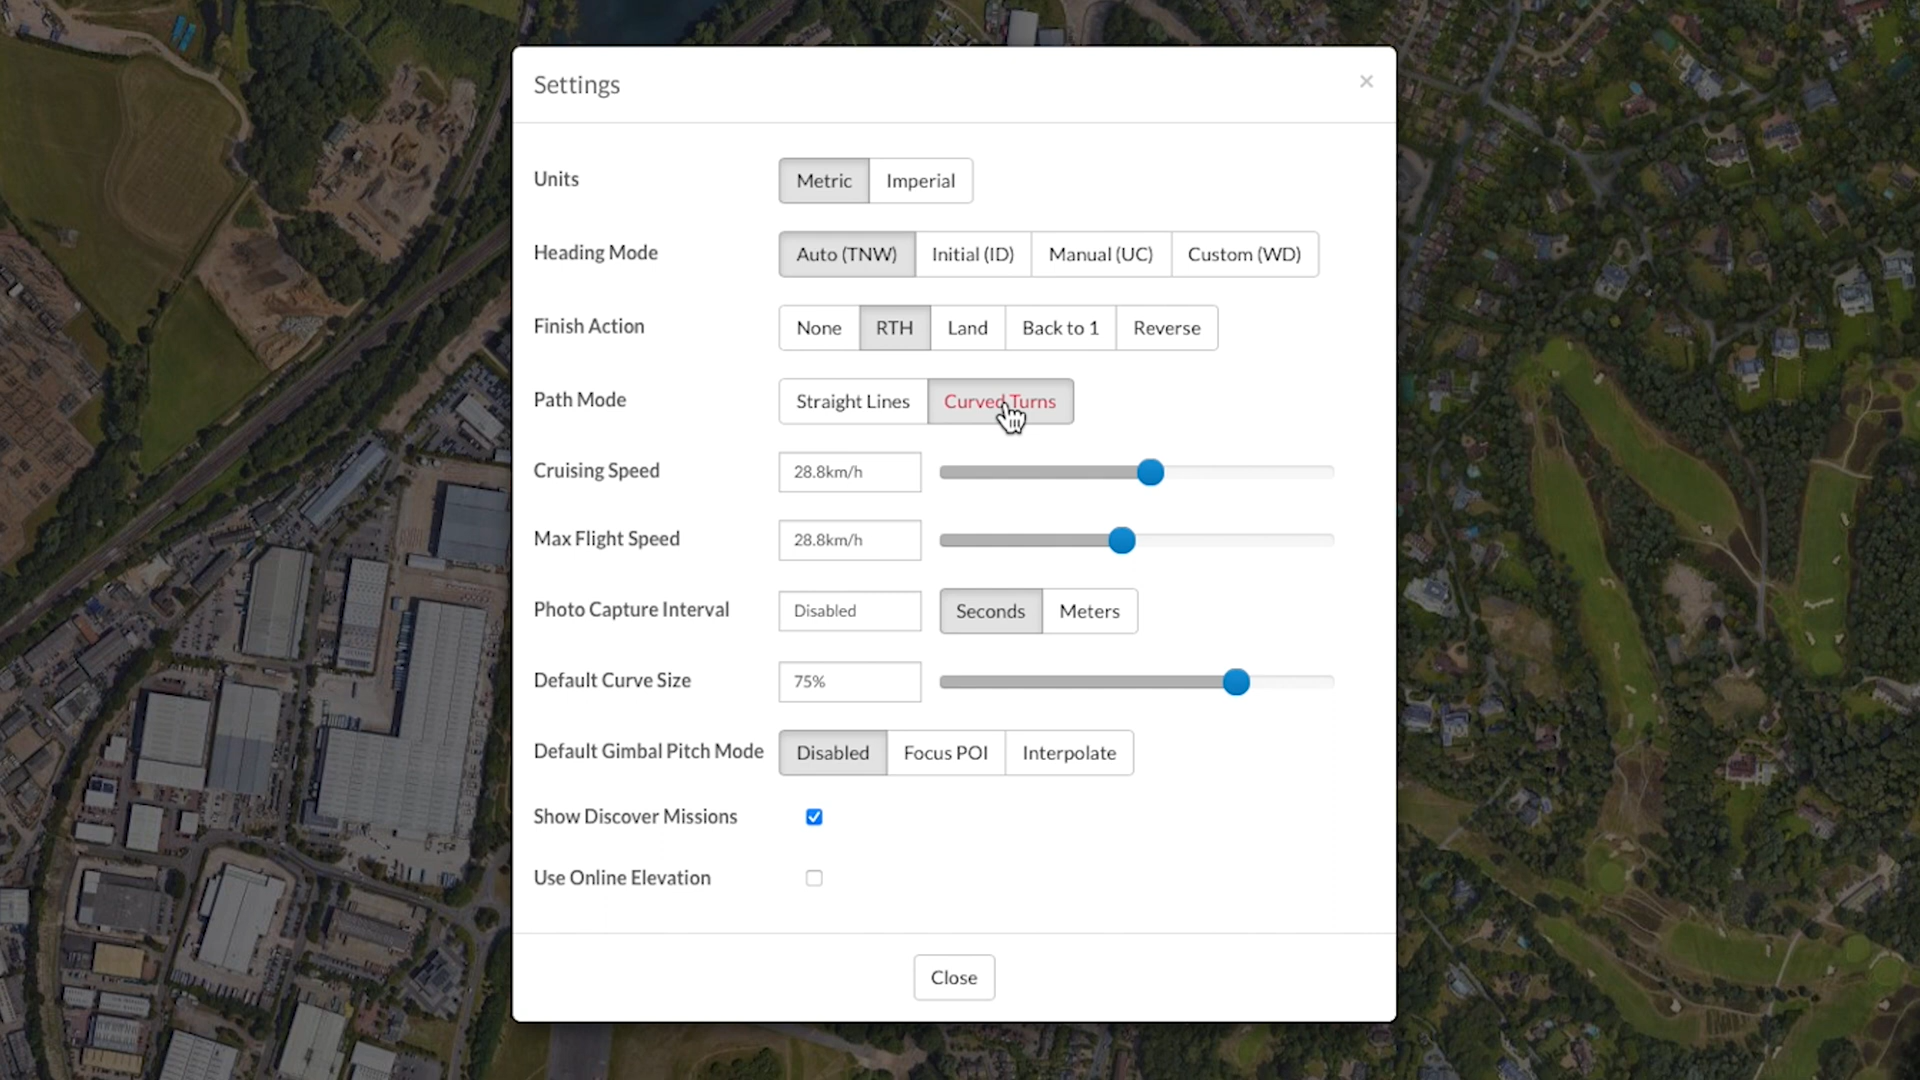 Settings ×
Units Metric Imperial
Heading Mode Auto (TNW) Initial (ID) Manual (UC) Custom (WD)
Finish Action None RTH Land Back to 1 Reverse
Path Mode Straight Lines Curved Turns
Cruising Speed 28.8km/h
Max Flight Speed 28.8km/h
Photo Capture Interval Disabled Seconds Meters
Default Curve Size 75%
Default Gimbal Pitch Mode Disabled Focus POI Interpolate
Show Discover Missions
Use Online Elevation
Close